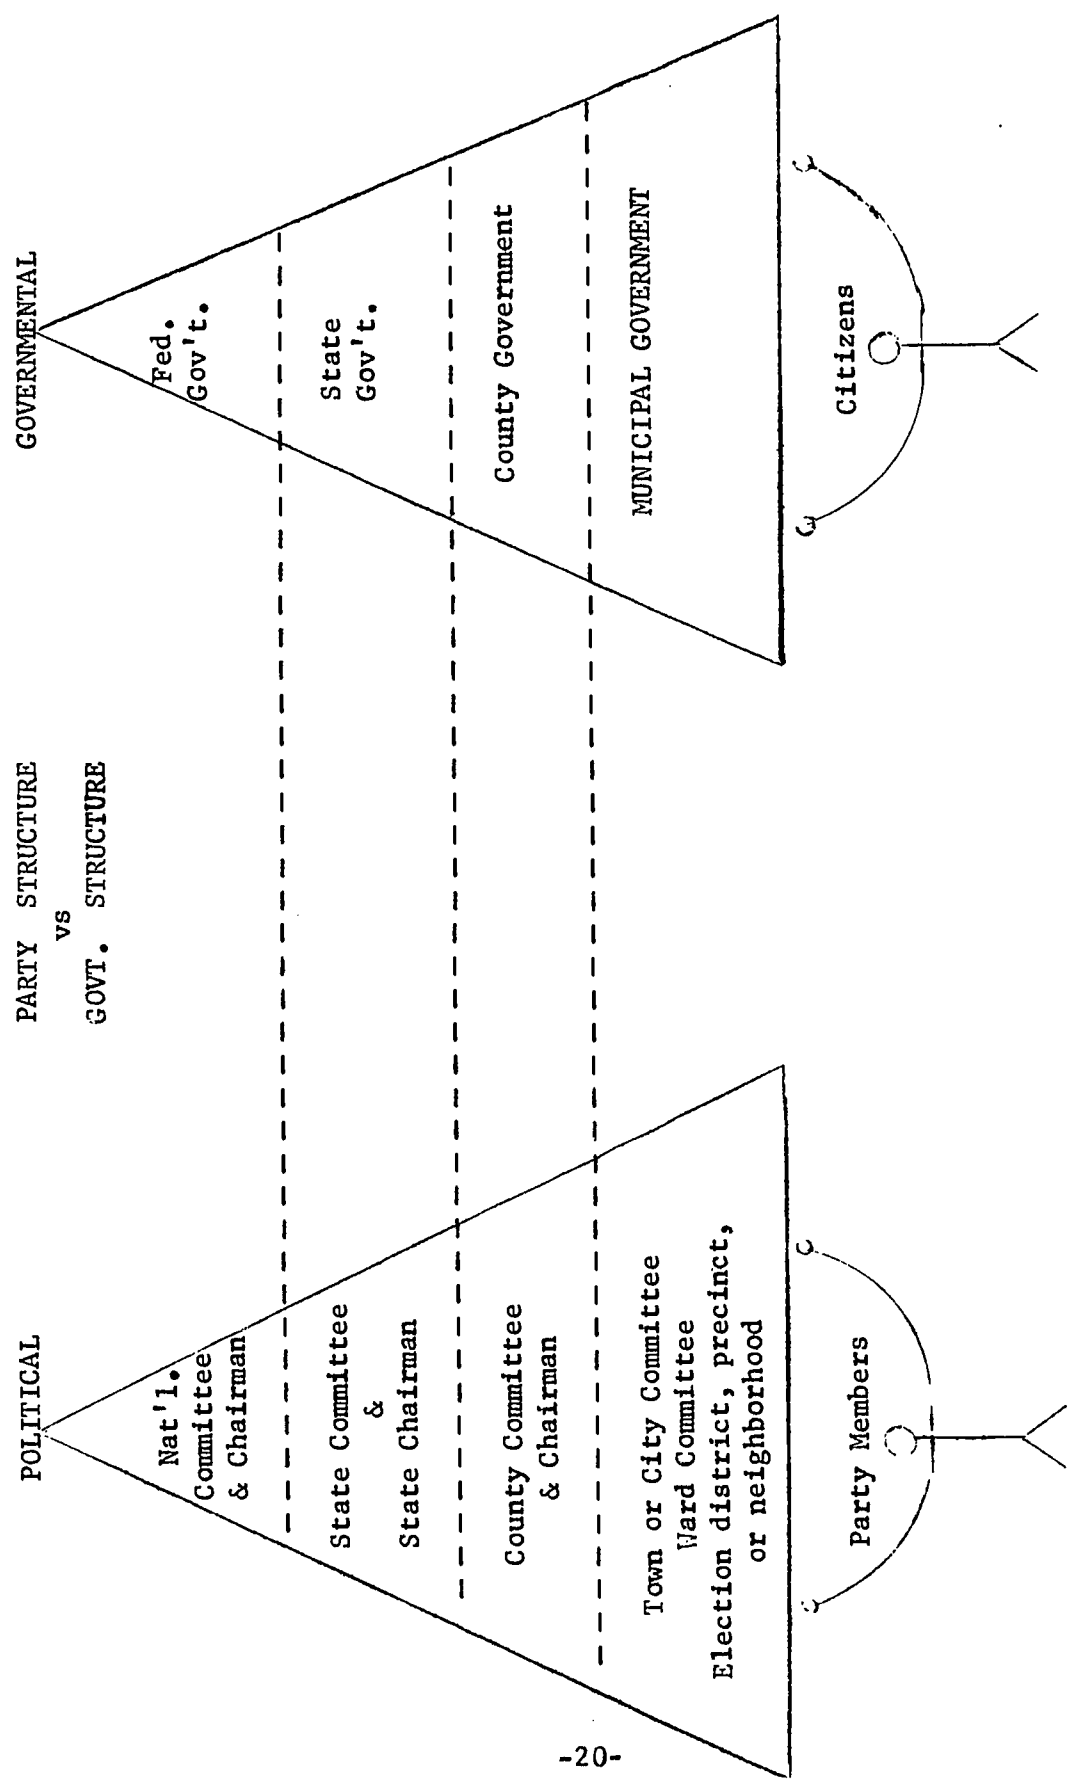 PARTY STRUCTURE
vs
GOVT. STRUCTURE
POLITICAL
Nat'l.
Committee
& Chairman
State Committee
&
State Chairman
County Committee
& Chairman
Town or City Committee
Ward Committee
Election district, precinct,
or neighborhood
Party Members
GOVERNMENTAL
Fed.
Gov't.
State
Gov't.
County Government
MUNICIPAL GOVERNMENT
Citizens
-20-